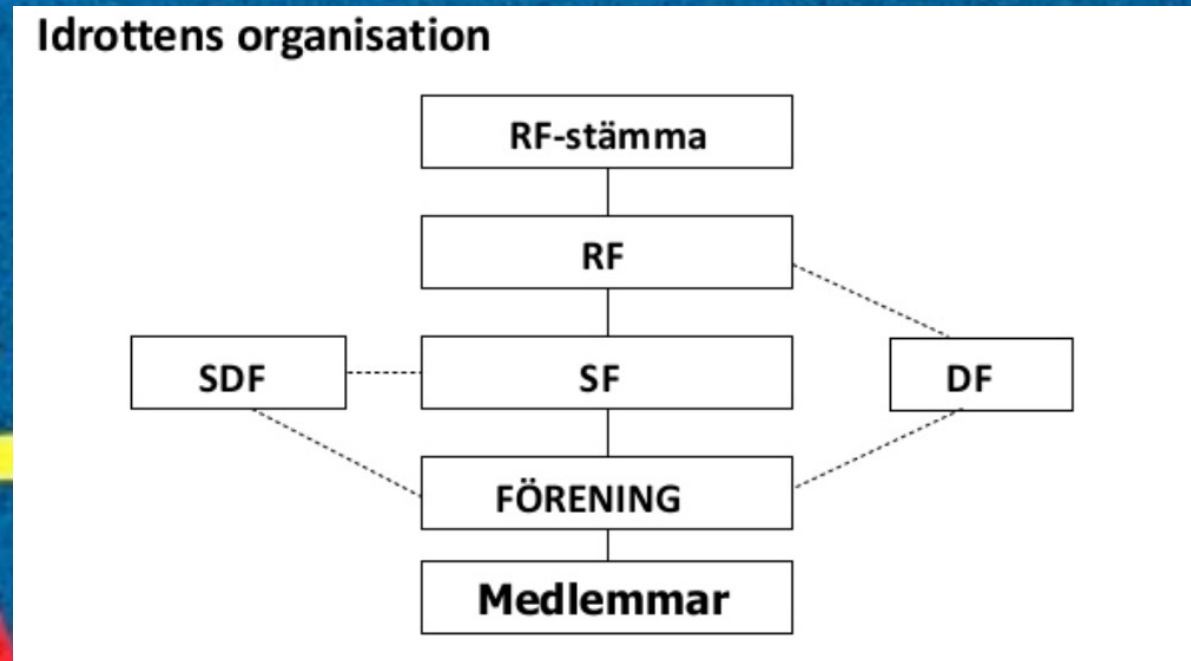 Idrottens organisation
RF-stämma
RF
SDF
SF
DF
FÖRENING
Medlemmar